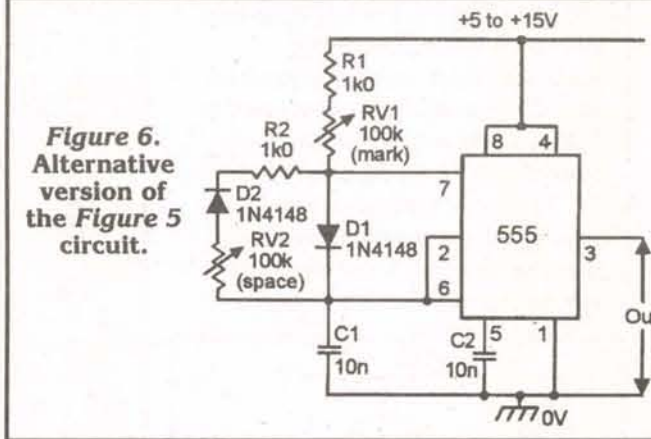 Figure 6.
Alternative
version of
the Figure 5
circuit.
+5 to +15V
R1
1k0
RV1
100k
(mark)
R2
1k0
D2
1N4148
RV2
100k
(space)
D1
1N4148
C1
10n
C2
10n
8
4
7
2
6
555
3
5
1
Ou
0V